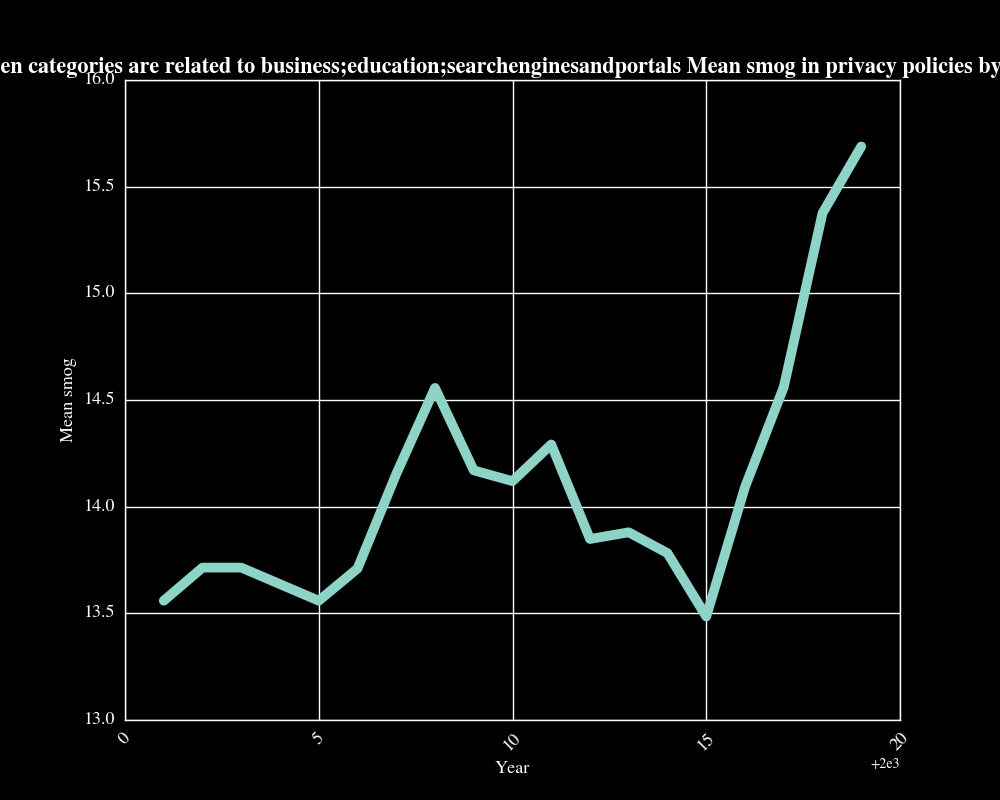 en categories are related to business;education;searchenginesandportals Mean smog in privacy policies by
16.0
15.5
15.0
14.5
14.0
13.5
13.0
Mean smog
0 5 10 15 20
Year
+2e3